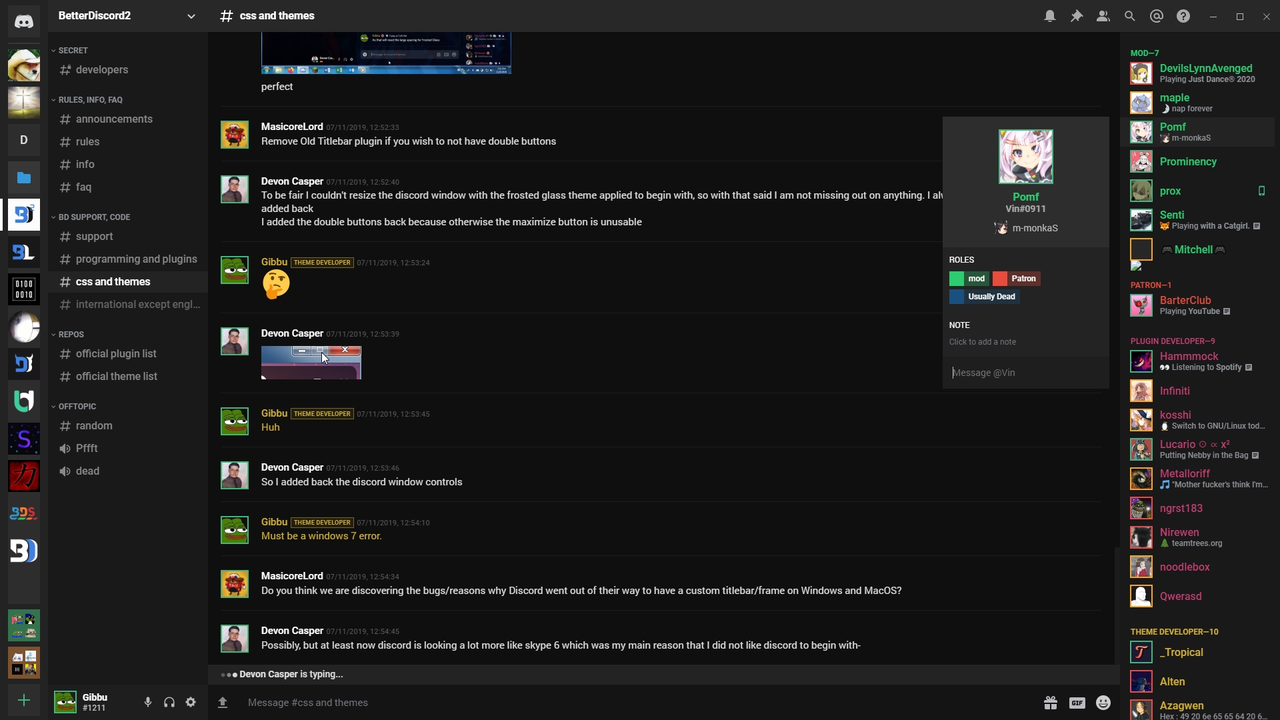 BetterDiscord2
css and themes
SECRET
developers
RULES, INFO, FAQ
announcements
rules
info
faq
BD SUPPORT, CODE
support
programming and plugins
css and themes
international except engl...
REPOS
official plugin list
official theme list
OFFTOPIC
random
Pffft
dead
Gibbu
#1211
D
0100
0010
BDS
perfect
MasicoreLord 07/11/2019, 12:52:33
Remove Old Titlebar plugin if you wish to not have double buttons
Devon Casper 07/11/2019, 12:52:40
To be fair I couldn't resize the discord window with the frosted glass theme applied to begin with, so with that said I am not missing out on anything. I al
added back
I added the double buttons back because otherwise the maximize button is unusable
Gibbu THEME DEVELOPER 07/11/2019, 12:53:24
Devon Casper 07/11/2019, 12:53:39
Gibbu THEME DEVELOPER 07/11/2019, 12:53:45
Huh
Devon Casper 07/11/2019, 12:53:46
So I added back the discord window controls
Gibbu THEME DEVELOPER 07/11/2019, 12:54:10
Must be a windows 7 error.
MasicoreLord 07/11/2019, 12:54:34
Do you think we are discovering the bugs/reasons why Discord went out of their way to have a custom titlebar/frame on Windows and MacOS?
Devon Casper 07/11/2019, 12:54:45
Possibly, but at least now discord is looking a lot more like skype 6 which was my main reason that I did not like discord to begin with-
Devon Casper is typing...
Message #css and themes
GIF
Pomf
Vin#0911
m-monkaS
ROLES
mod Patron
Usually Dead
NOTE
Click to add a note
Message @Vin
MOD—7
DevilsLynnAvenged
Playing Just Dance® 2020
maple
nap forever
Pomf
m-monkaS
Prominency
prox
Senti
Playing with a Catgirl.
Mitchell
PATRON—1
BarterClub
Playing YouTube
PLUGIN DEVELOPER—9
Hammmock
Listening to Spotify
Infiniti
kosshi
Switch to GNU/Linux tod...
Lucario ☉ ∝ x²
Putting Nebby in the Bag
Metalloriff
"Mother fucker's think I'm...
ngrst183
Nirewen
teamtrees.org
noodlebox
Qwerasd
THEME DEVELOPER—10
_Tropical
Alten
Azagwen
Hex : 49 20 6e 65 65 64 20 6...